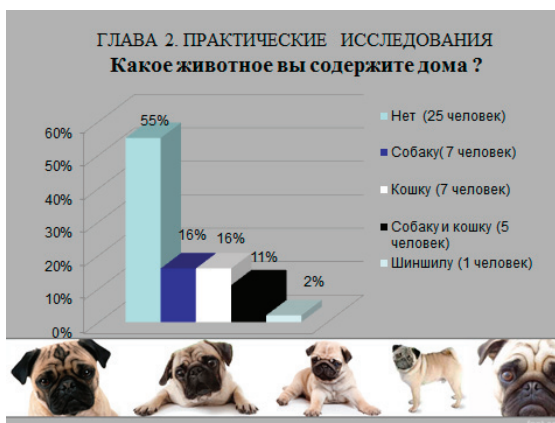 ГЛАВА 2. ПРАКТИЧЕСКИЕ ИССЛЕДОВАНИЯ
Какое животное вы содержите дома ?
60%
50%
40%
30%
20%
10%
0%
55%
16%
16%
11%
2%
Нет (25 человек)
Собаку( 7 человек)
Кошку (7 человек)
Собаку и кошку (5
человек)
Шиншилу (1 человек)